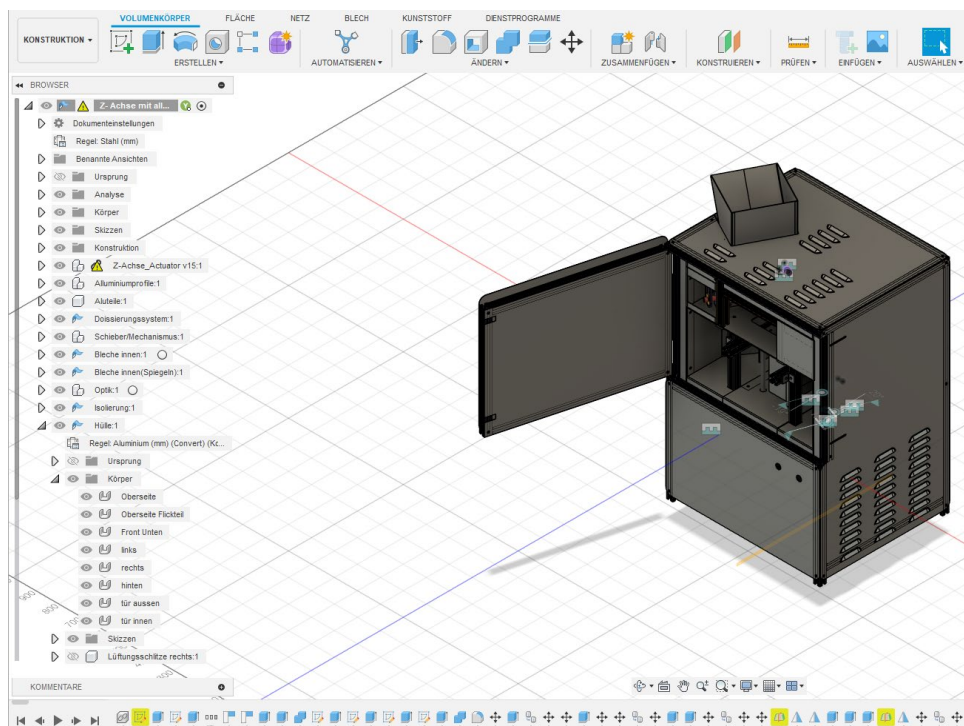 VOLUMENKÖRPER FLÄCHE NETZ BLECH KUNSTSTOFF DIENSTPROGRAMME
KONSTRUKTION
ERSTELLEN AUTOMATISIEREN ÄNDERN ZUSAMMENFÜGEN KONSTRUIEREN PRÜFEN EINFÜGEN AUSWÄHLEN
BROWSER
Z- Achse mit all...
Dokumenteinstellungen
Regel: Stahl (mm)
Benannte Ansichten
Ursprung
Analyse
Körper
Skizzen
Konstruktion
Z-Achse_Actuator v15:1
Alluminiumprofile:1
Aluteile:1
Doissierungssystem:1
Schieber/Mechanismus:1
Bleche innen:1
Bleche innen(Spiegeln):1
Optik:1
Isolierung:1
Hülle:1
Regel: Aluminium (mm) (Convert) (Kc...
Ursprung
Körper
Oberseite
Oberseite Flickteil
Front Unten
links
rechts
hinten
tür aussen
tür innen
Skizzen
Lüftungsschlitze rechts:1
900
800
700
KOMMENTARE